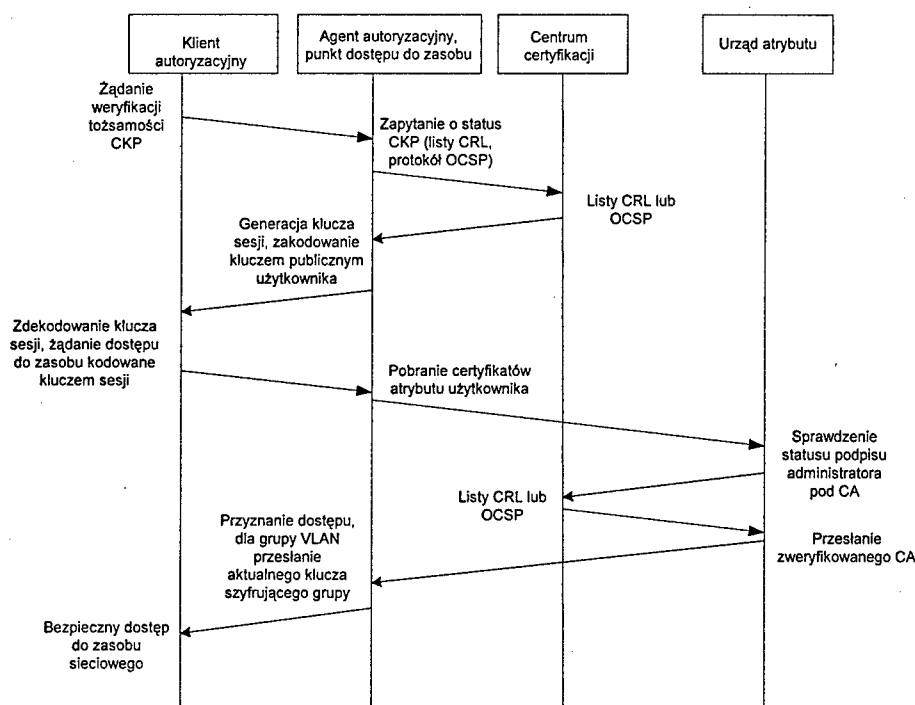 Klient
autoryzacyjny
Agent autoryzacyjny,
punkt dostępu do zasobu
Centrum
certyfikacji
Urząd atrybutu
Żądanie
weryfikacji
tożsamości
CKP
Zapytanie o status
CKP (listy CRL,
protokół OCSP)
Listy CRL lub
OCSP
Generacja klucza
sesji, zakodowanie
kluczem publicznym
użytkownika
Zdekodowanie klucza
sesji, żądanie dostępu
do zasobu kodowane
kluczem sesji
Pobranie certyfikatów
atrybutu użytkownika
Sprawdzenie
statusu podpisu
administratora
pod CA
Listy CRL lub
OCSP
Przyznanie dostępu,
dla grupy VLAN
przesłanie
aktualnego klucza
szyfrującego grupy
Przesłanie
zweryfikowanego CA
Bezpieczny dostęp
do zasobu
sieciowego